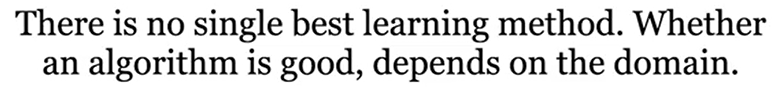 There is no single best learning method. Whether
an algorithm is good, depends on the domain.